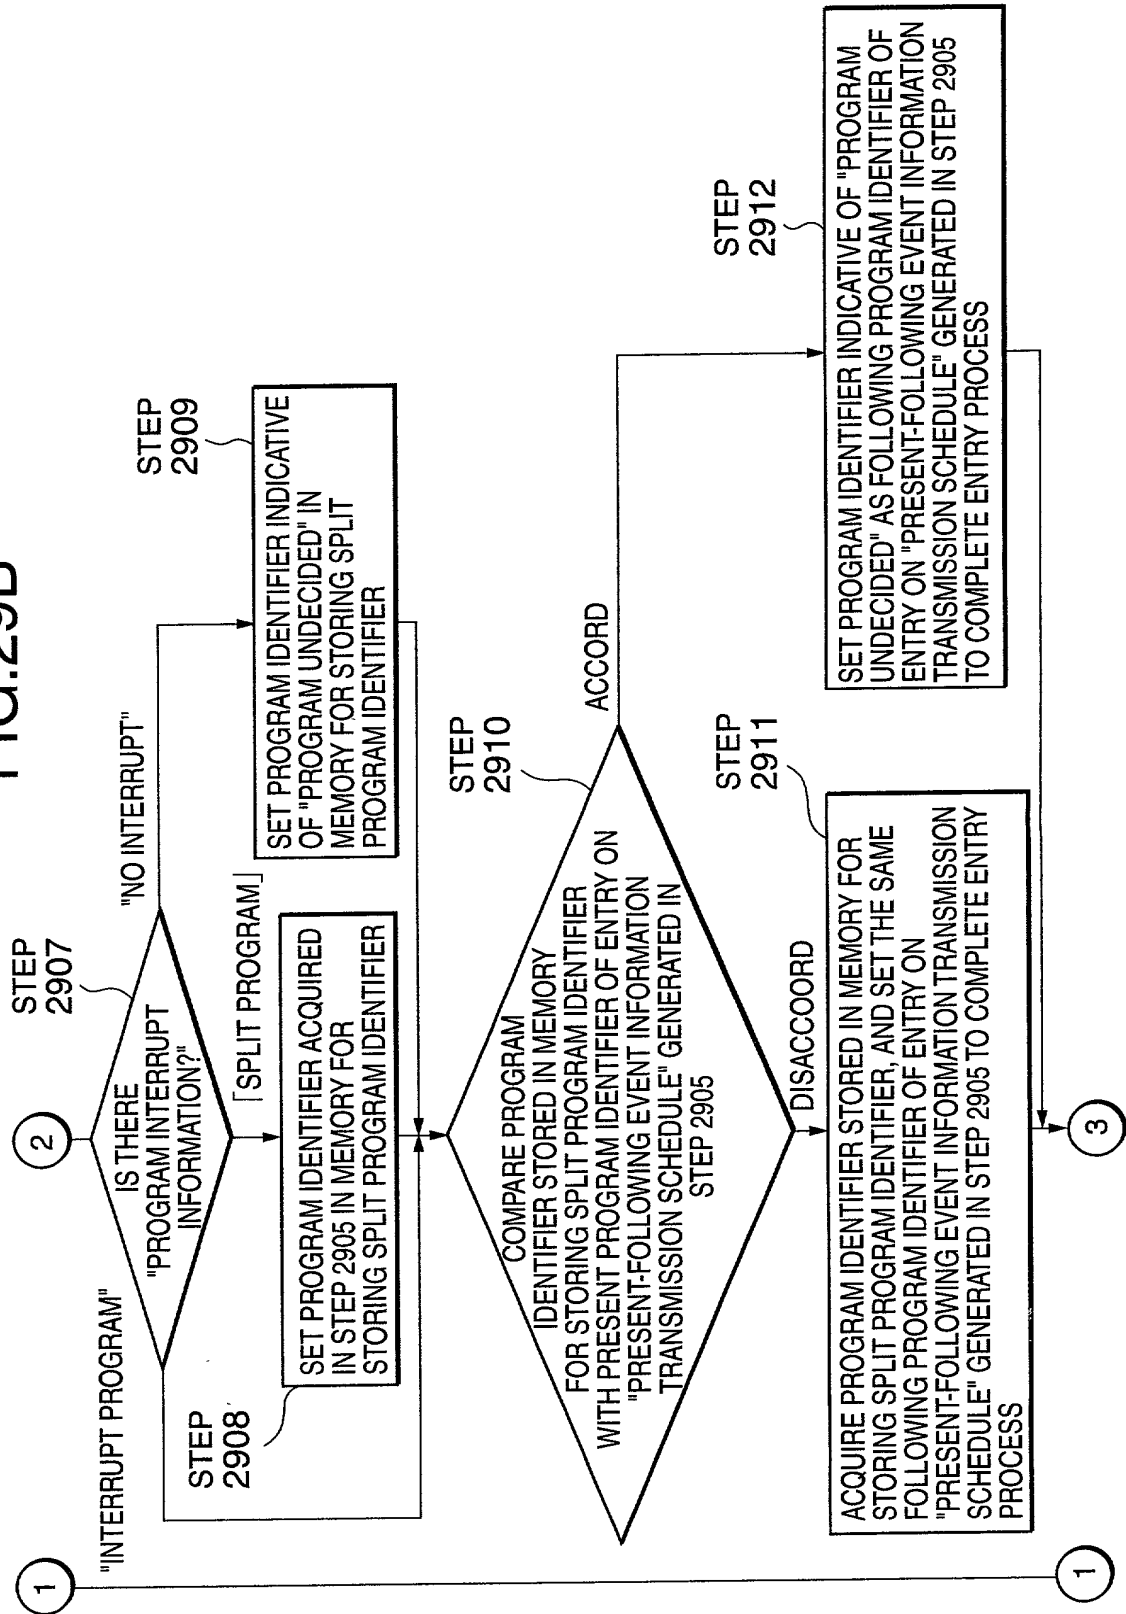 FIG.29B
1
2
STEP
2907
IS THERE
"PROGRAM INTERRUPT
INFORMATION?"
"INTERRUPT PROGRAM"
"NO INTERRUPT"
「SPLIT PROGRAM」
STEP
2908
SET PROGRAM IDENTIFIER ACQUIRED
IN STEP 2905 IN MEMORY FOR
STORING SPLIT PROGRAM IDENTIFIER
STEP
2909
SET PROGRAM IDENTIFIER INDICATIVE
OF "PROGRAM UNDECIDED" IN
MEMORY FOR STORING SPLIT
PROGRAM IDENTIFIER
STEP
2910
COMPARE PROGRAM
IDENTIFIER STORED IN MEMORY
FOR STORING SPLIT PROGRAM IDENTIFIER
WITH PRESENT PROGRAM IDENTIFIER OF ENTRY ON
"PRESENT-FOLLOWING EVENT INFORMATION
TRANSMISSION SCHEDULE" GENERATED IN
STEP 2905
ACCORD
DISACCOORD
STEP
2911
ACQUIRE PROGRAM IDENTIFIER STORED IN MEMORY FOR
STORING SPLIT PROGRAM IDENTIFIER, AND SET THE SAME
FOLLOWING PROGRAM IDENTIFIER OF ENTRY ON
"PRESENT-FOLLOWING EVENT INFORMATION TRANSMISSION
SCHEDULE" GENERATED IN STEP 2905 TO COMPLETE ENTRY
PROCESS
STEP
2912
SET PROGRAM IDENTIFIER INDICATIVE OF "PROGRAM
UNDECIDED" AS FOLLOWING PROGRAM IDENTIFIER OF
ENTRY ON "PRESENT-FOLLOWING EVENT INFORMATION
TRANSMISSION SCHEDULE" GENERATED IN STEP 2905
TO COMPLETE ENTRY PROCESS
1
3